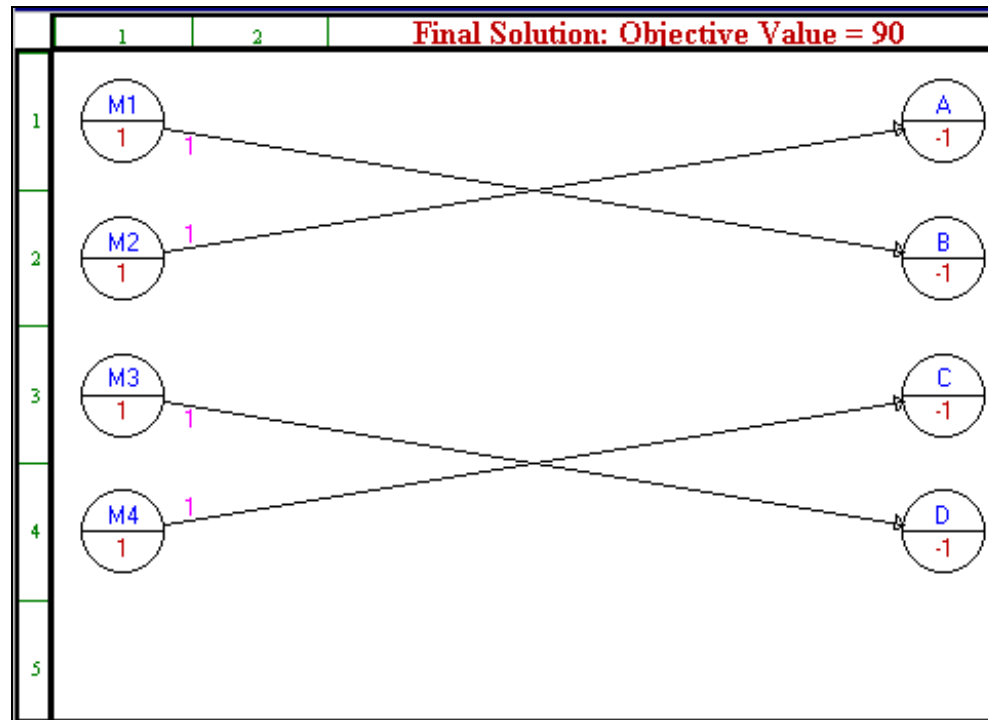 1 2 Final Solution: Objective Value = 90
1 M1 A
1 1 -1
1
2 M2 B
1 -1
3 M3 C
1 1 -1
1
4 M4 D
1 -1
5